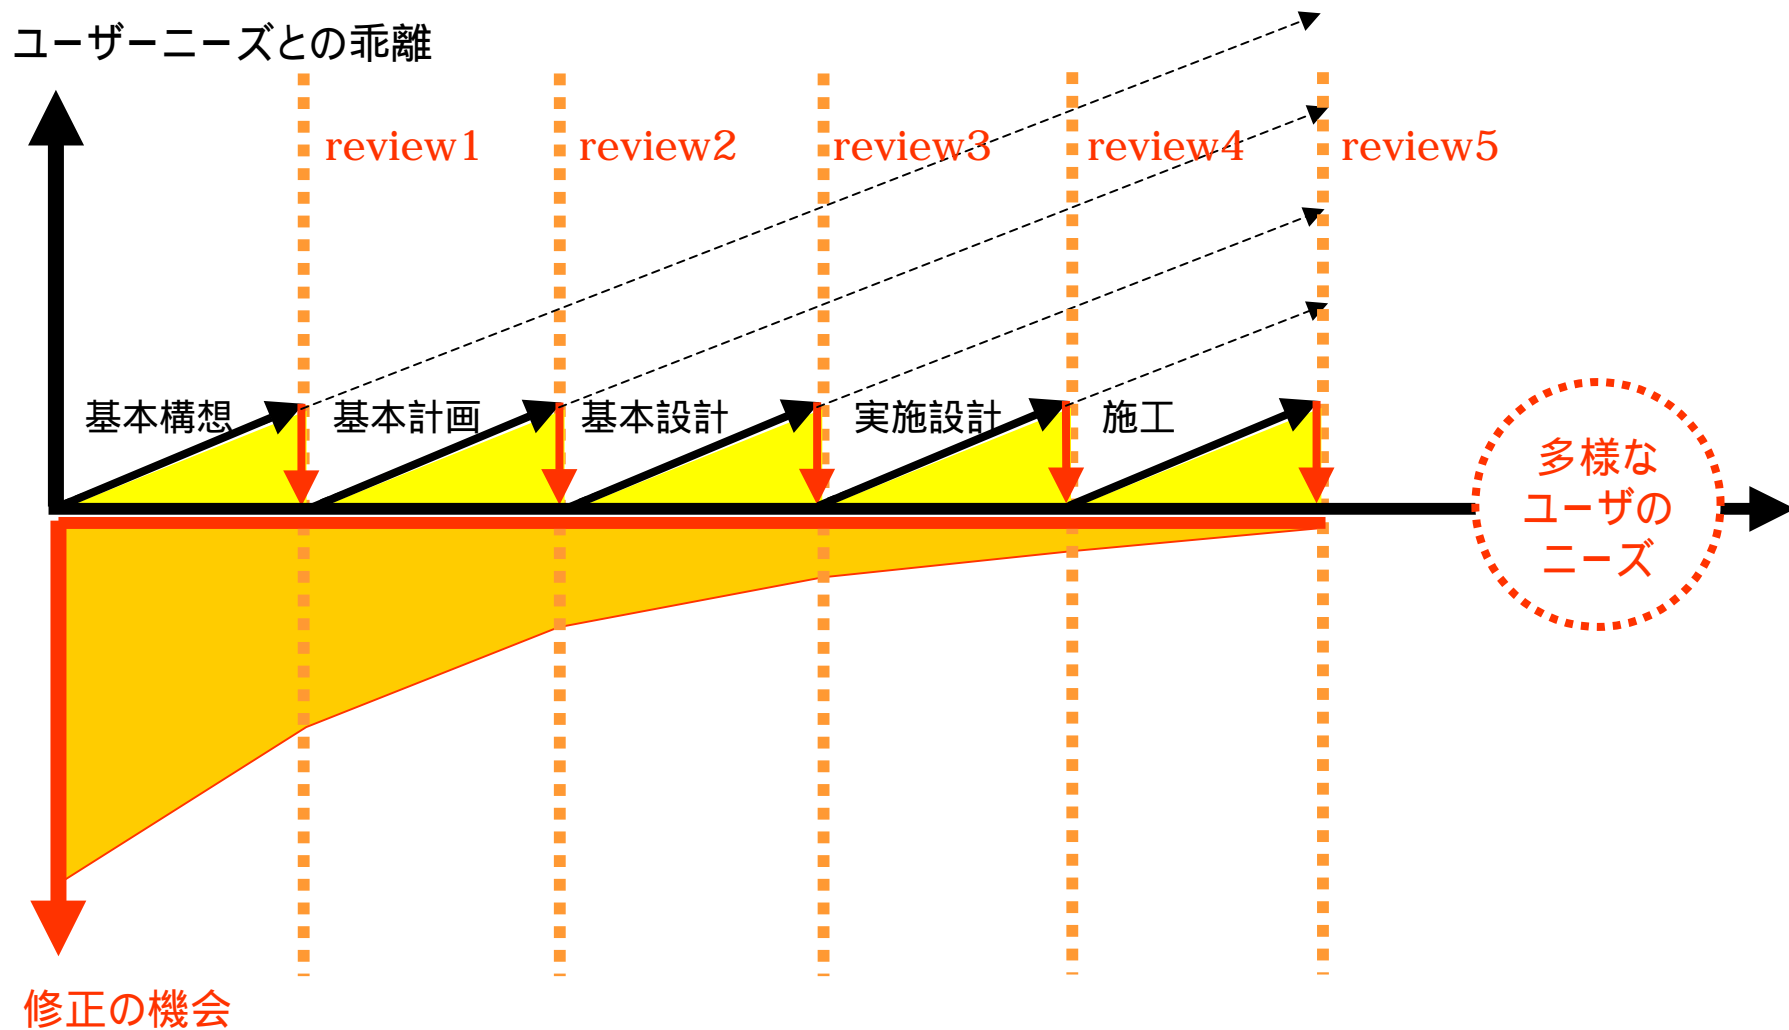 ユーザーニーズとの乖離
review1
review2
review3
review4
review5
基本構想
基本計画
基本設計
実施設計
施工
多様な
ユーザの
ニーズ
修正の機会